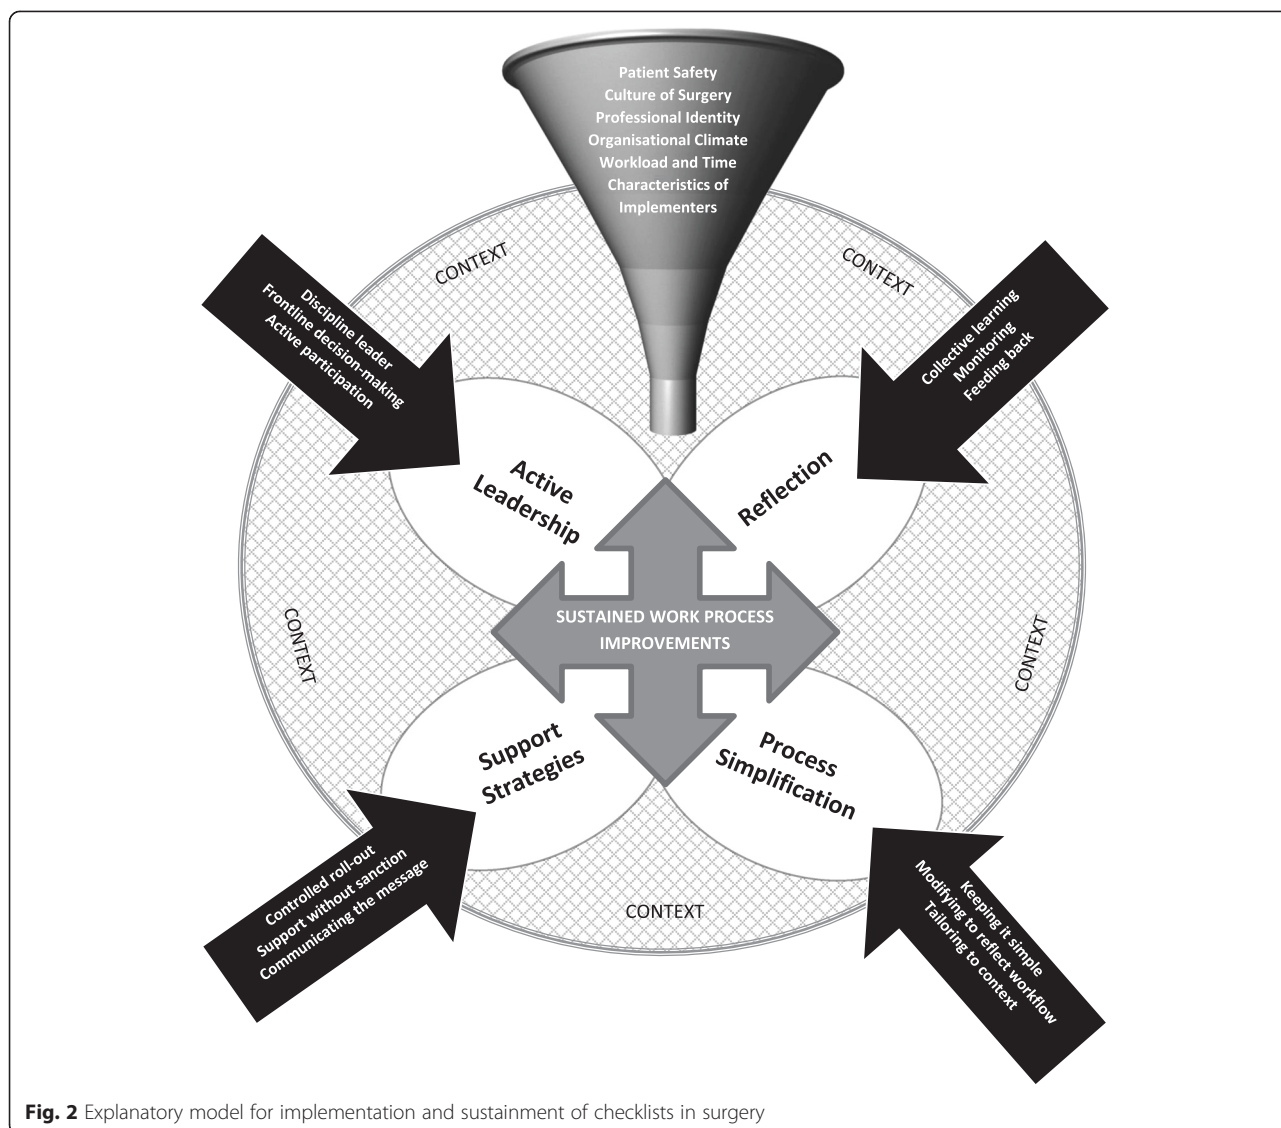 Patient Safety
Culture of Surgery
Professional Identity
Organisational Climate
Workload and Time
Characteristics of
Implementers
CONTEXT
CONTEXT
Discipline leader
Frontline decision-making
Active participation
Collective learning
Monitoring
Feeding back
Active
Leadership
Reflection
SUSTAINED WORK PROCESS
IMPROVEMENTS
CONTEXT
CONTEXT
Support
Strategies
Process
Simplification
Controlled roll-out
Support without sanction
Communicating the message
Keeping it simple
Modifying to reflect workflow
Tailoring to context
CONTEXT
Fig. 2 Explanatory model for implementation and sustainment of checklists in surgery